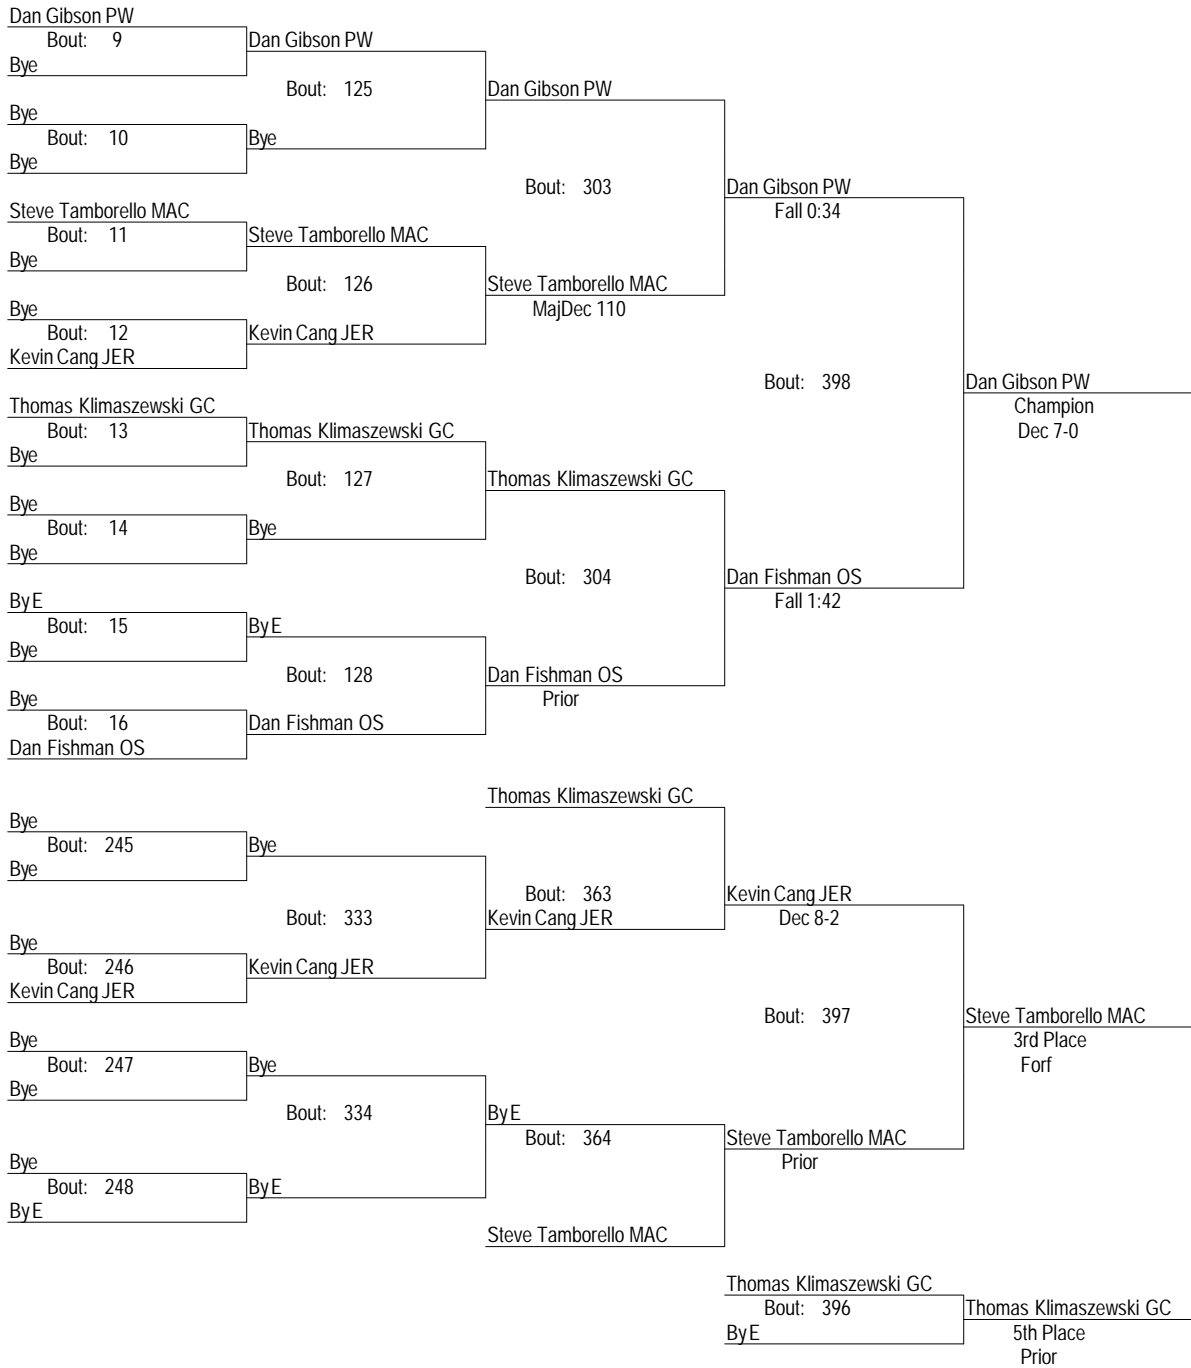 Dan Gibson PW
Bout: 9
Dan Gibson PW
Bye
Bout: 125
Dan Gibson PW
Bye
Bout: 10
Bye
Bye
Bout: 303
Dan Gibson PW
Fall 0:34
Steve Tamborello MAC
Bout: 11
Steve Tamborello MAC
Bye
Bout: 126
Steve Tamborello MAC
MajDec 110
Bye
Bout: 12
Kevin Cang JER
Kevin Cang JER
Bout: 398
Dan Gibson PW
Champion
Dec 7-0
Thomas Klimaszewski GC
Bout: 13
Thomas Klimaszewski GC
Bye
Bout: 127
Thomas Klimaszewski GC
Bye
Bout: 14
Bye
Bye
Bout: 304
Dan Fishman OS
Fall 1:42
By E
Bout: 15
By E
Bye
Bout: 128
Dan Fishman OS
Prior
Bye
Bout: 16
Dan Fishman OS
Dan Fishman OS
Thomas Klimaszewski GC
Bye
Bout: 245
Bye
Bye
Bout: 363
Kevin Cang JER
Dec 8-2
Bout: 333
Kevin Cang JER
Bye
Bout: 246
Kevin Cang JER
Kevin Cang JER
Bout: 397
Steve Tamborello MAC
3rd Place
Forf
Bye
Bout: 247
Bye
Bye
Bout: 334
By E
Bout: 364
Steve Tamborello MAC
Prior
Bye
Bout: 248
By E
By E
Steve Tamborello MAC
Thomas Klimaszewski GC
Bout: 396
Thomas Klimaszewski GC
By E
5th Place
Prior